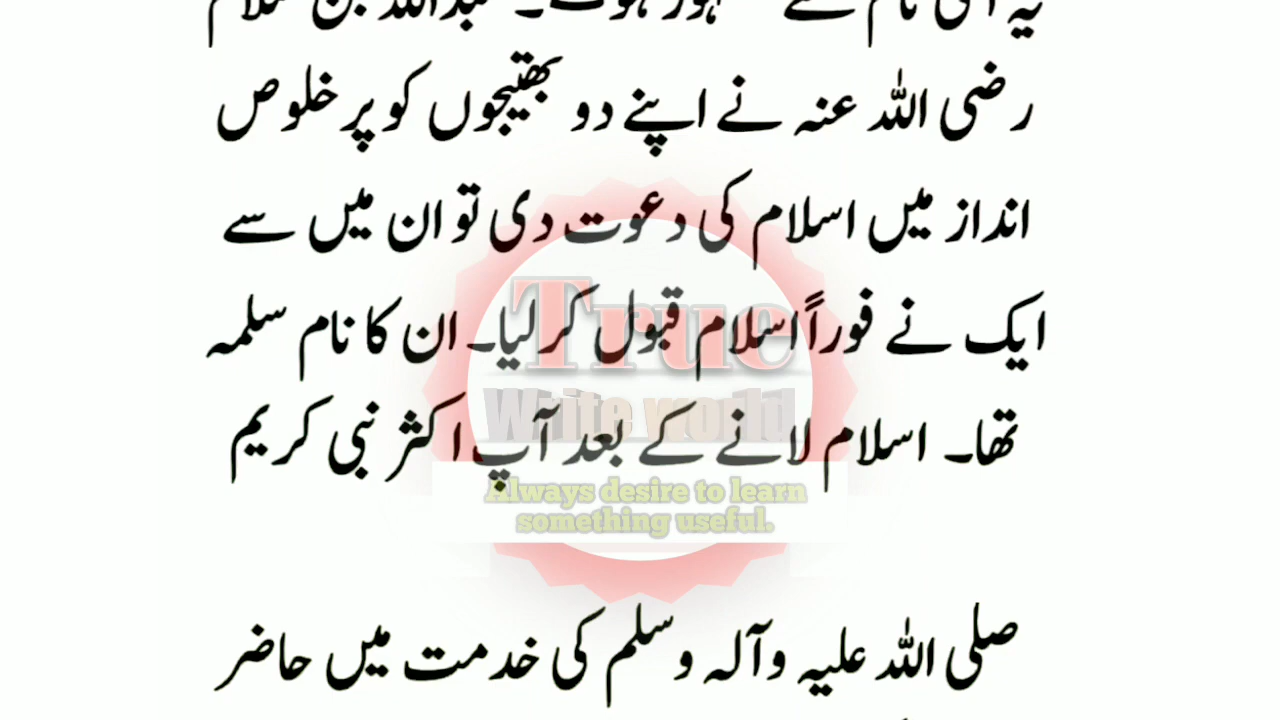 رضی اللہ عنہ نے اپنے دو بھتیجوں کو پر خلوص
انداز میں اسلام کی دعوت دی تو ان میں سے
ایک نے فوراً اسلام قبول کرلیا۔ ان کا نام سلمہ
تھا۔ اسلام لانے کے بعد آپ اکثر نبی کریم
صلی اللہ علیہ وآلہ وسلم کی خدمت میں حاضر
True
Write world
Always desire to learn
something useful.